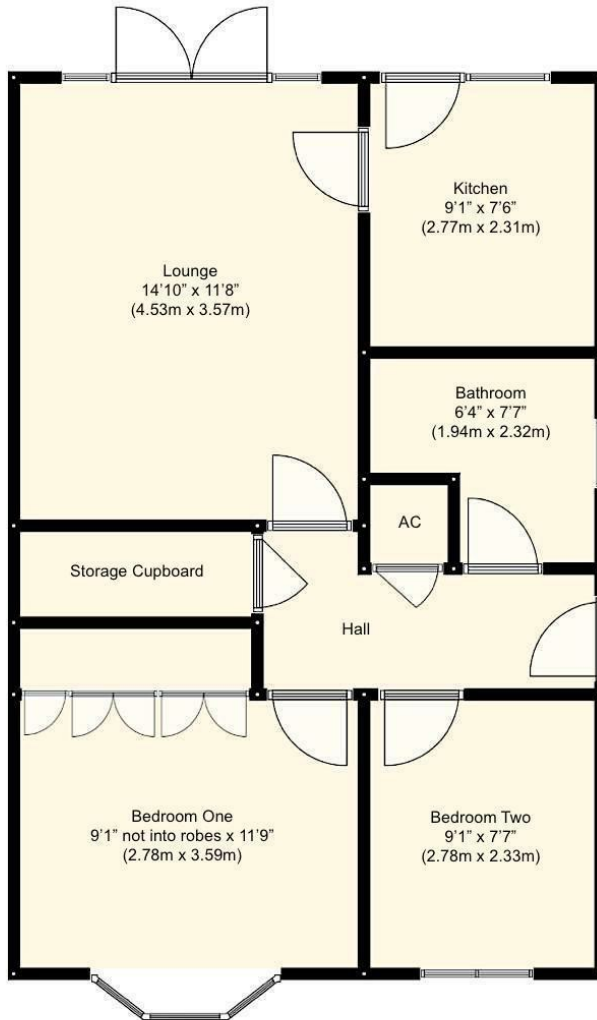 Kitchen
9'1" x 7'6"
(2.77m x 2.31m)
Lounge
14'10" x 11'8"
(4.53m x 3.57m)
Bathroom
6'4" x 7'7"
(1.94m x 2.32m)
AC
Storage Cupboard
Hall
Bedroom One
9'1" not into robes x 11'9"
(2.78m x 3.59m)
Bedroom Two
9'1" x 7'7"
(2.78m x 2.33m)